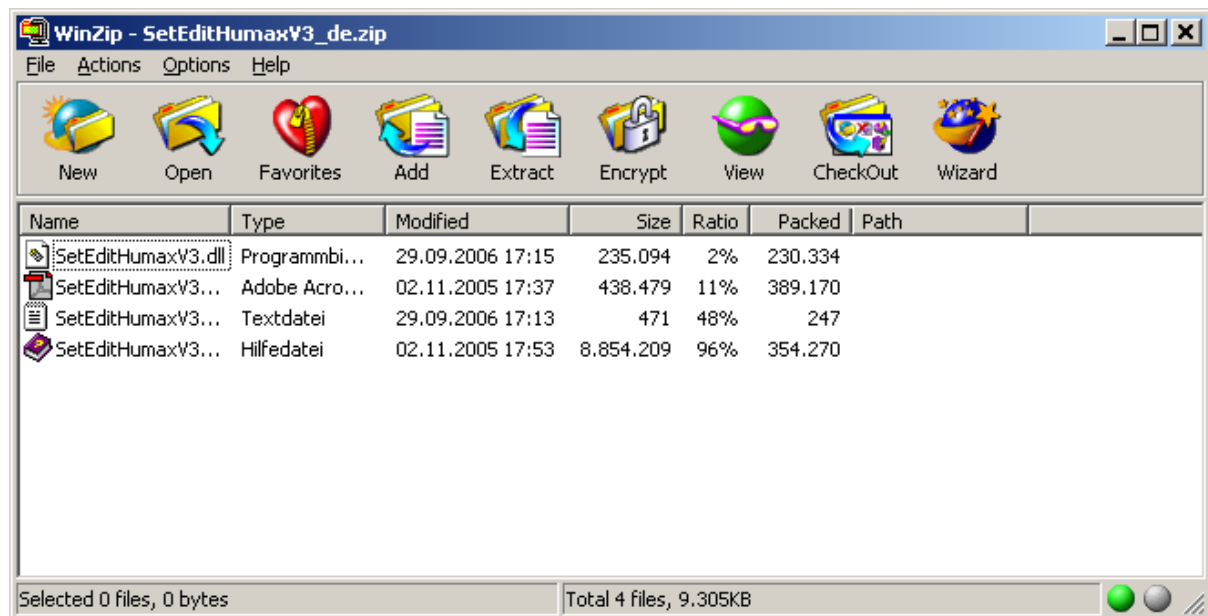 WinZip - SetEditHumaxV3_de.zip
File Actions Options Help
New Open Favorites Add Extract Encrypt View CheckOut Wizard
Name Type Modified Size Ratio Packed Path
SetEditHumaxV3.dll Programmbi... 29.09.2006 17:15 235.094 2% 230.334
SetEditHumaxV3... Adobe Acro... 02.11.2005 17:37 438.479 11% 389.170
SetEditHumaxV3... Textdatei 29.09.2006 17:13 471 48% 247
SetEditHumaxV3... Hilfedatei 02.11.2005 17:53 8.854.209 96% 354.270
Selected 0 files, 0 bytes Total 4 files, 9.305KB